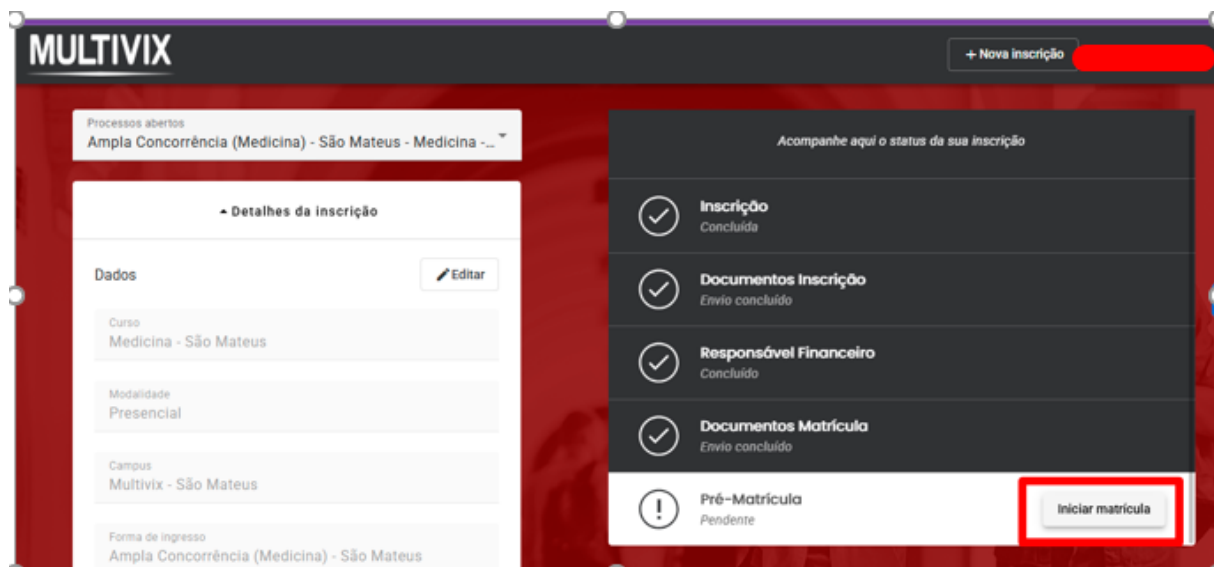 MULTIVIX
+ Nova inscrição
Processos abertos
Ampla Concorrência (Medicina) - São Mateus - Medicina -...
Detalhes da inscrição
Dados
Editar
Curso
Medicina - São Mateus
Modalidade
Presencial
Campus
Multivix - São Mateus
Forma de ingresso
Ampla Concorrência (Medicina) - São Mateus
Acompanhe aqui o status da sua inscrição
Inscrição
Concluída
Documentos Inscrição
Envio concluído
Responsável Financeiro
Concluído
Documentos Matrícula
Envio concluído
Pré-Matrícula
Pendente
Iniciar matrícula